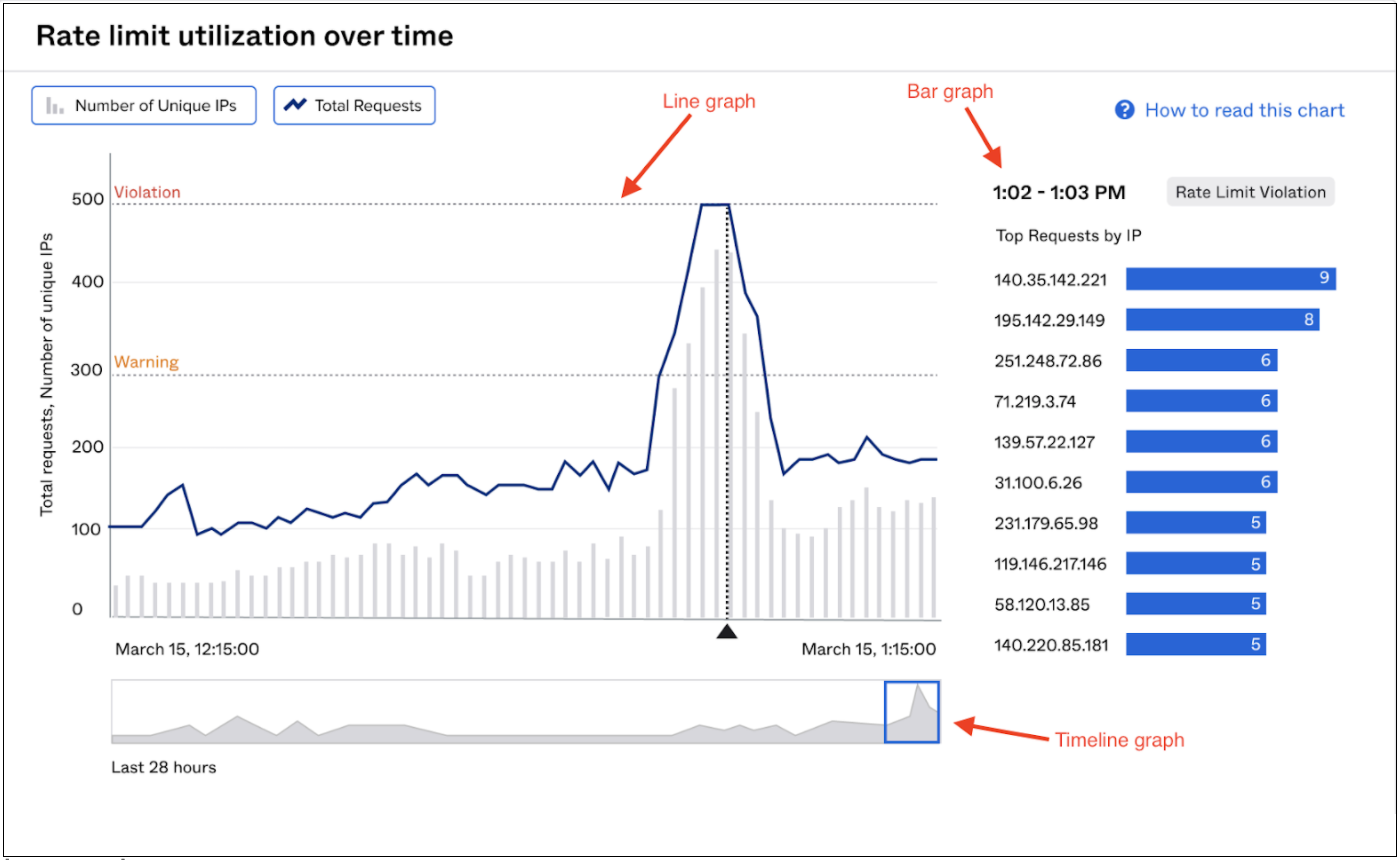 Rate limit utilization over time
Number of Unique IPs
Total Requests
Line graph
Bar graph
How to read this chart
Total requests, Number of unique IPs
500
400
300
200
100
0
Violation
Warning
March 15, 12:15:00
March 15, 1:15:00
1:02 - 1:03 PM
Rate Limit Violation
Top Requests by IP
140.35.142.221 9
195.142.29.149 8
251.248.72.86 6
71.219.3.74 6
139.57.22.127 6
31.100.6.26 6
231.179.65.98 5
119.146.217.146 5
58.120.13.85 5
140.220.85.181 5
Timeline graph
Last 28 hours